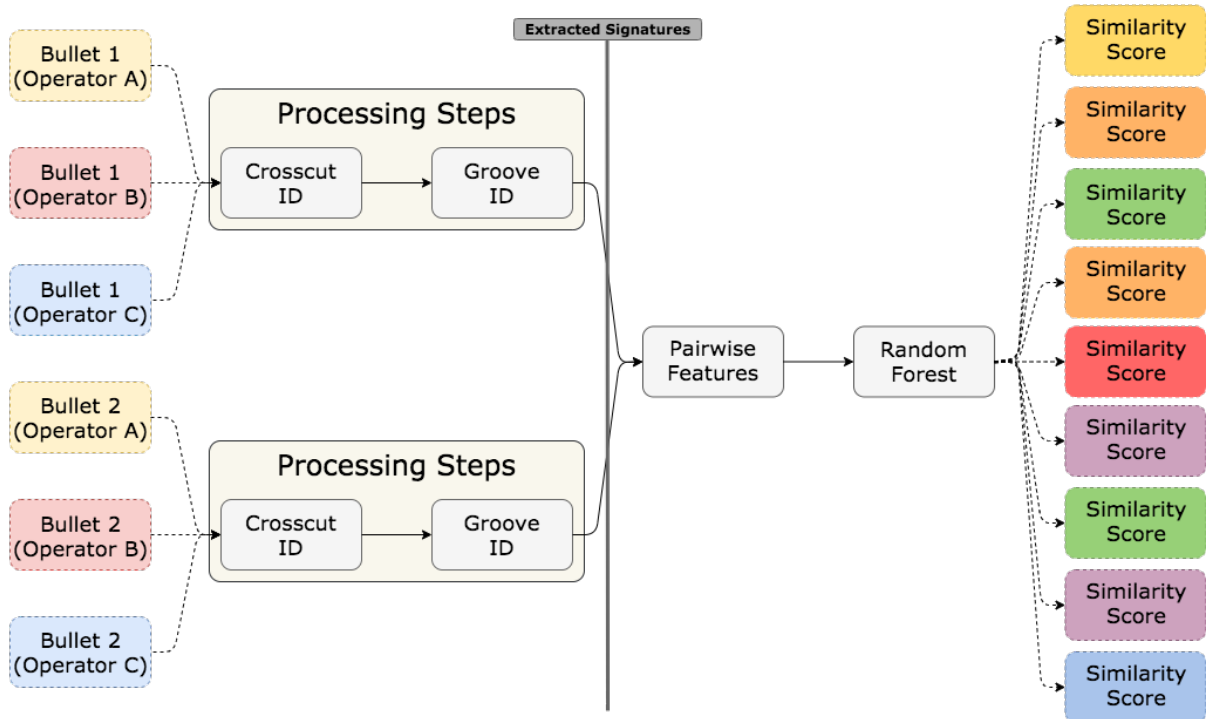 Bullet 1
(Operator A)
Bullet 1
(Operator B)
Bullet 1
(Operator C)
Bullet 2
(Operator A)
Bullet 2
(Operator B)
Bullet 2
(Operator C)
Processing Steps
Crosscut
ID
Groove
ID
Processing Steps
Crosscut
ID
Groove
ID
Extracted Signatures
Pairwise
Features
Random
Forest
Similarity
Score
Similarity
Score
Similarity
Score
Similarity
Score
Similarity
Score
Similarity
Score
Similarity
Score
Similarity
Score
Similarity
Score